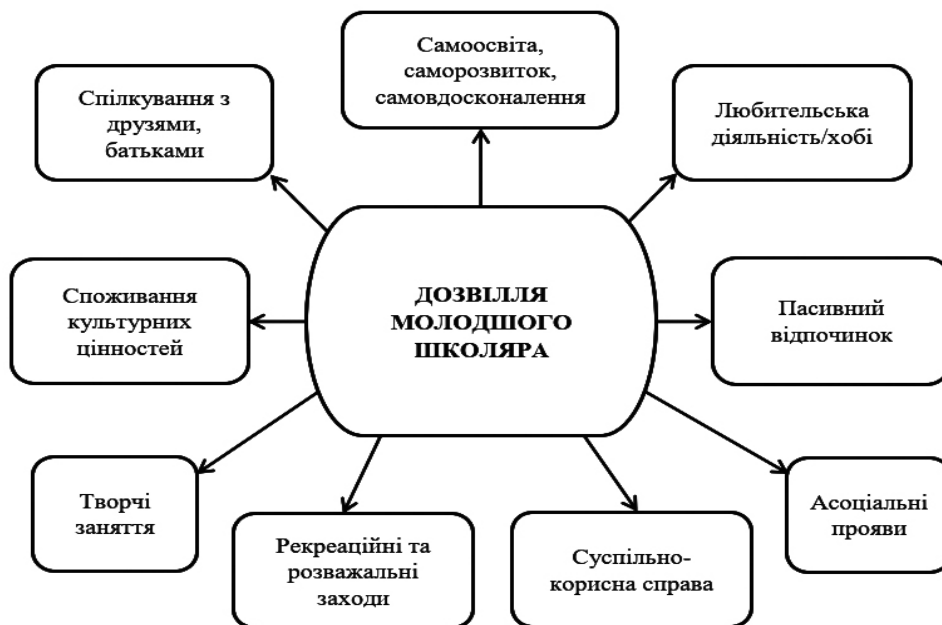 Самоосвіта,
саморозвиток,
самовдосконалення
Спілкування з
друзями,
батьками
Любительська
діяльність/хобі
ДОЗВІЛЛЯ
МОЛОДШОГО
ШКОЛЯРА
Споживання
культурних
цінностей
Пасивний
відпочинок
Творчі
заняття
Рекреаційні та
розважальні
заходи
Суспільно-
корисна справа
Асоціальні
прояви